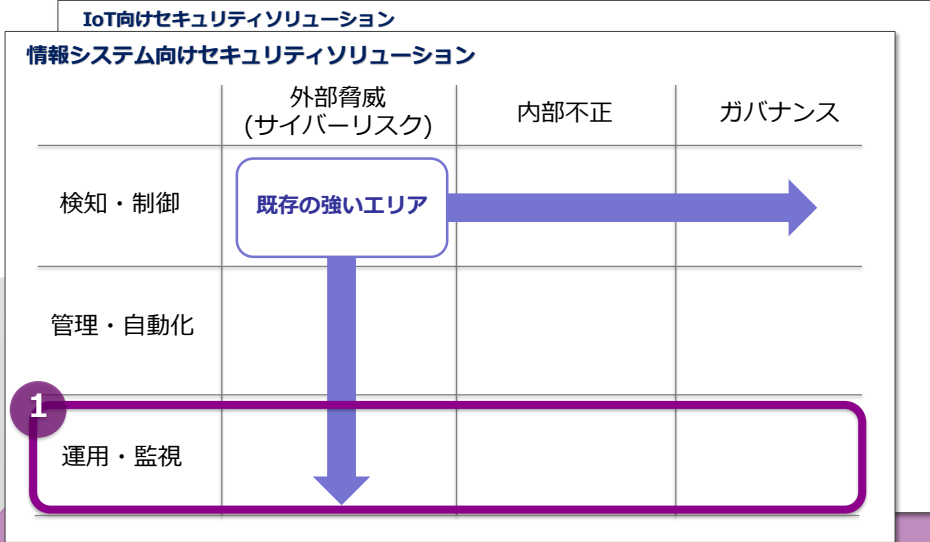 IoT向けセキュリティソリューション
情報システム向けセキュリティソリューション
外部脅威
(サイバーリスク)
内部不正
ガバナンス
検知・制御
既存の強いエリア
管理・自動化
1
運用・監視